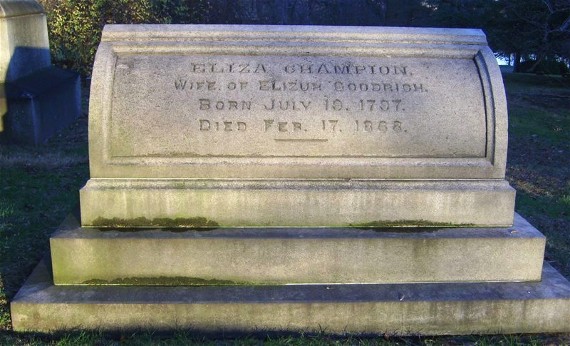 ELIZA CHAMPION.
WIFE OF ELIZUR GOODRICH.
BORN JULY 19. 1797.
DIED FEB. 17. 1868.